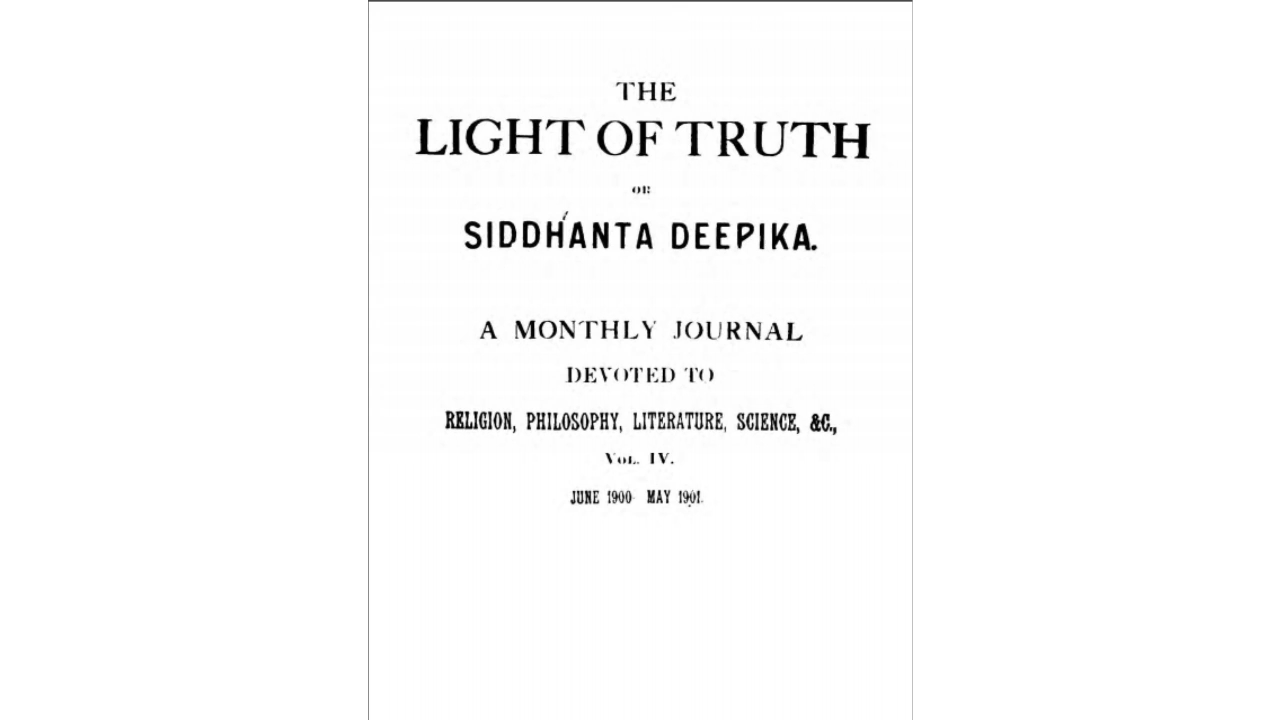 THE
LIGHT OF TRUTH
OR
SIDDHANTA DEEPIKA.
A MONTHLY JOURNAL
DEVOTED TO
RELIGION, PHILOSOPHY, LITERATURE, SCIENCE, &C.,
VOL. IV.
JUNE 1900 MAY 1901.